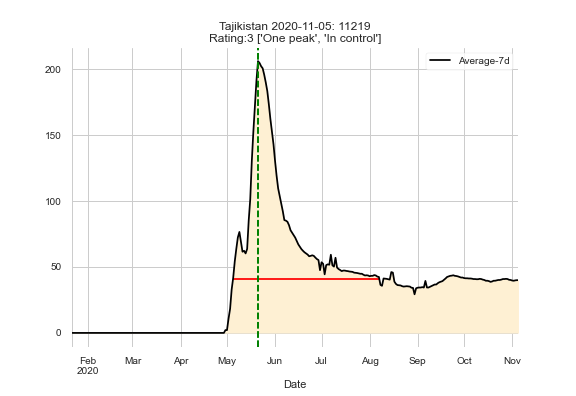 Tajikistan 2020-11-05: 11219
Rating:3 ['One peak', 'In control']
Average-7d
200
150
100
50
0
Feb Mar Apr May Jun Jul Aug Sep Oct Nov
2020
Date